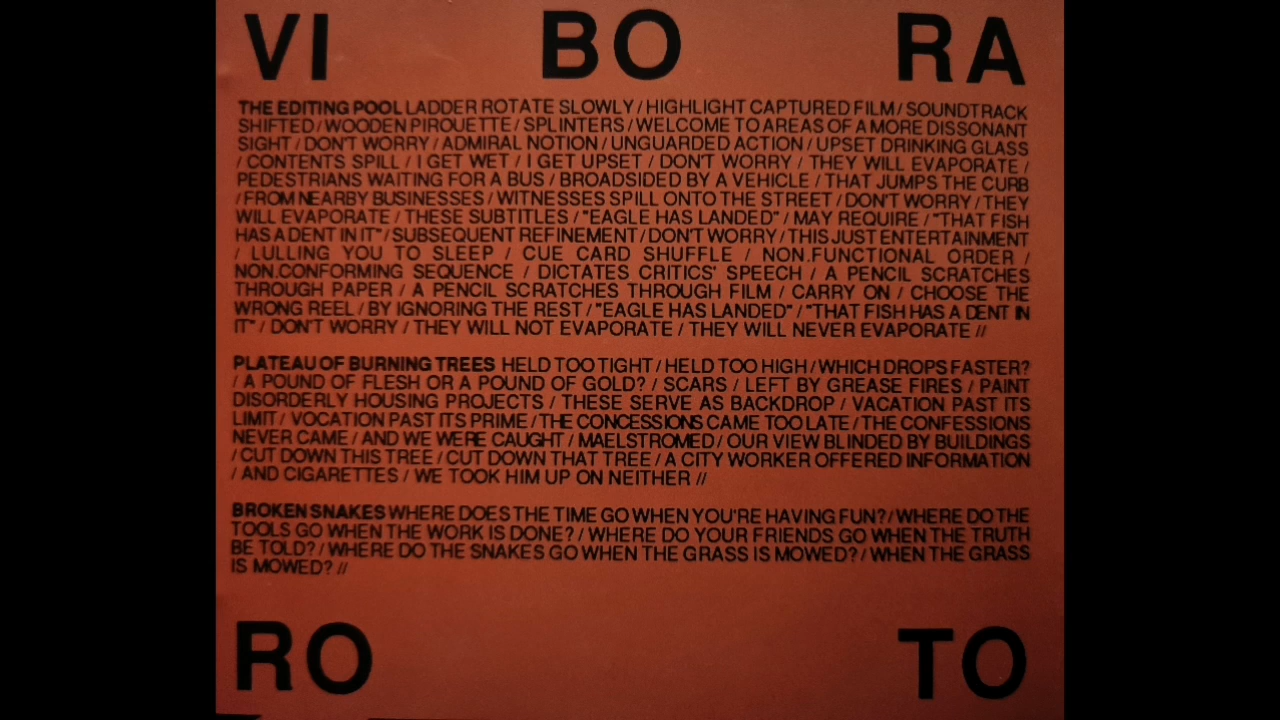 VI BO RA
THE EDITING POOL LADDER ROTATE SLOWLY / HIGHLIGHT CAPTURED FILM / SOUNDTRACK
SHIFTED / WOODEN PIROUETTE / SPLINTERS / WELCOME TO AREAS OF A MORE DISSONANT
SIGHT / DON'T WORRY / ADMIRAL NOTION / UNGUARDED ACTION / UPSET DRINKING GLASS
/ CONTENTS SPILL / I GET WET / I GET UPSET / DON'T WORRY / THEY WILL EVAPORATE /
PEDESTRIANS WAITING FOR A BUS / BROADSIDED BY A VEHICLE / THAT JUMPS THE CURB
/ FROM NEARBY BUSINESSES / WITNESSES SPILL ONTO THE STREET / DON'T WORRY / THEY
WILL EVAPORATE / THESE SUBTITLES / "EAGLE HAS LANDED" / MAY REQUIRE / "THAT FISH
HAS A DENT IN IT" / SUBSEQUENT REFINEMENT / DON'T WORRY / THIS JUST ENTERTAINMENT
/ LULLING YOU TO SLEEP / CUE CARD SHUFFLE / NON.FUNCTIONAL ORDER /
NON.CONFORMING SEQUENCE / DICTATES CRITICS' SPEECH / A PENCIL SCRATCHES
THROUGH PAPER / A PENCIL SCRATCHES THROUGH FILM / CARRY ON / CHOOSE THE
WRONG REEL / BY IGNORING THE REST / "EAGLE HAS LANDED" / "THAT FISH HAS A DENT IN
IT" / DON'T WORRY / THEY WILL NOT EVAPORATE / THEY WILL NEVER EVAPORATE //
PLATEAU OF BURNING TREES HELD TOO TIGHT / HELD TOO HIGH / WHICH DROPS FASTER?
/ A POUND OF FLESH OR A POUND OF GOLD? / SCARS / LEFT BY GREASE FIRES / PAINT
DISORDERLY HOUSING PROJECTS / THESE SERVE AS BACKDROP / VACATION PAST ITS
LIMIT / VOCATION PAST ITS PRIME / THE CONCESSIONS CAME TOO LATE / THE CONFESSIONS
NEVER CAME / AND WE WERE CAUGHT / MAELSTROMED / OUR VIEW BLINDED BY BUILDINGS
/ CUT DOWN THIS TREE / CUT DOWN THAT TREE / A CITY WORKER OFFERED INFORMATION
/ AND CIGARETTES / WE TOOK HIM UP ON NEITHER //
BROKEN SNAKES WHERE DOES THE TIME GO WHEN YOU'RE HAVING FUN? / WHERE DO THE
TOOLS GO WHEN THE WORK IS DONE? / WHERE DO YOUR FRIENDS GO WHEN THE TRUTH
BE TOLD? / WHERE DO THE SNAKES GO WHEN THE GRASS IS MOWED? / WHEN THE GRASS
IS MOWED? //
RO TO